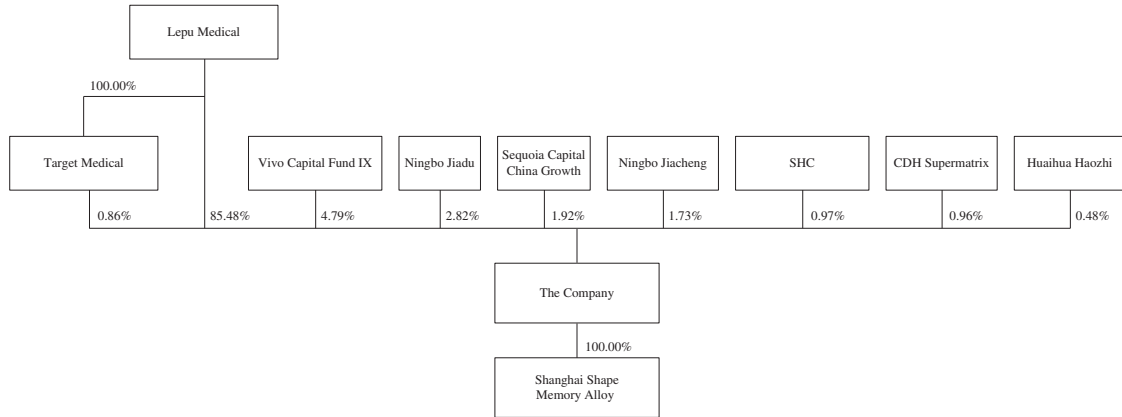 Lepu Medical
100.00%
Target Medical
Vivo Capital Fund IX
Ningbo Jiadu
Sequoia Capital
China Growth
Ningbo Jiacheng
SHC
CDH Supermatrix
Huaihua Haozhi
0.86%
85.48%
4.79%
2.82%
1.92%
1.73%
0.97%
0.96%
0.48%
The Company
100.00%
Shanghai Shape
Memory Alloy